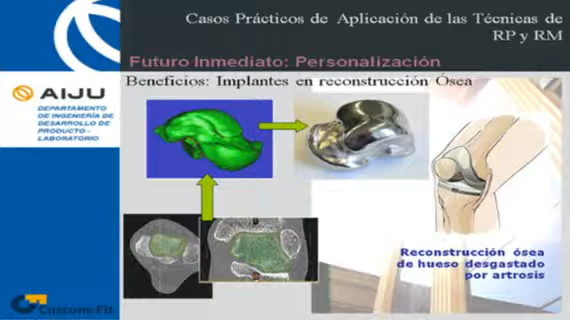 Casos Prácticos de Aplicación de las Técnicas de
RP y RM
Futuro Inmediato: Personalización
Beneficios: Implantes en reconstrucción Ósea
AIJU
DEPARTAMENTO
DE INGENIERÍA DE
DESARROLLO DE
PRODUCTO -
LABORATORIO
Reconstrucción ósea
de hueso desgastado
por artrosis
Custom-Fit